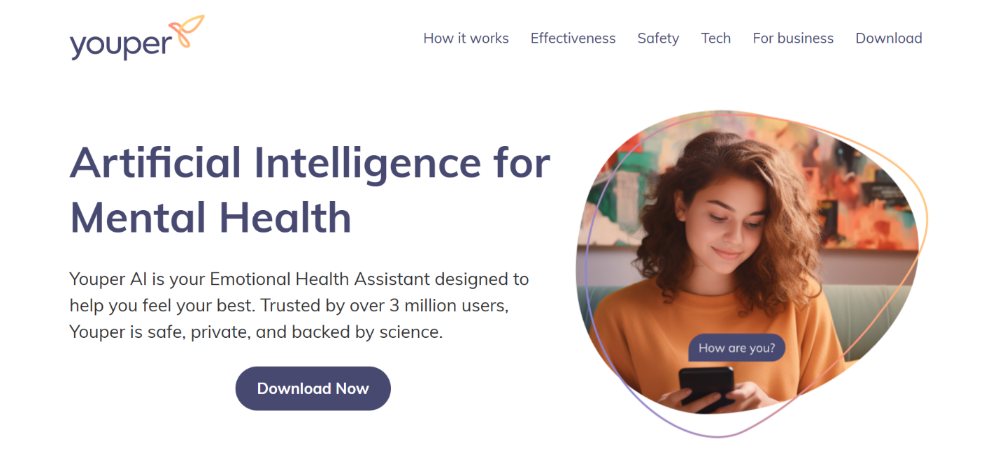 youper
How it works
Effectiveness
Safety
Tech
For business
Download
Artificial Intelligence for
Mental Health
Youper AI is your Emotional Health Assistant designed to
help you feel your best. Trusted by over 3 million users,
Youper is safe, private, and backed by science.
Download Now
How are you?